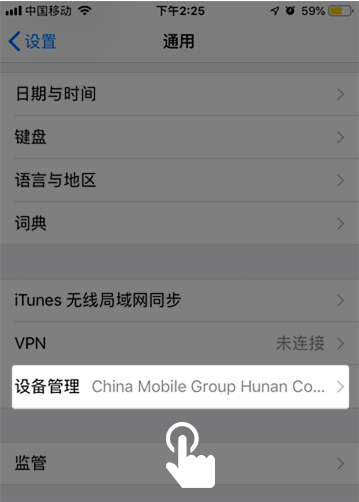 中国移动 下午2:25 59%
设置 通用
日期与时间
键盘
语言与地区
词典
iTunes 无线局域网同步
VPN 未连接
设备管理 China Mobile Group Hunan Co...
监管